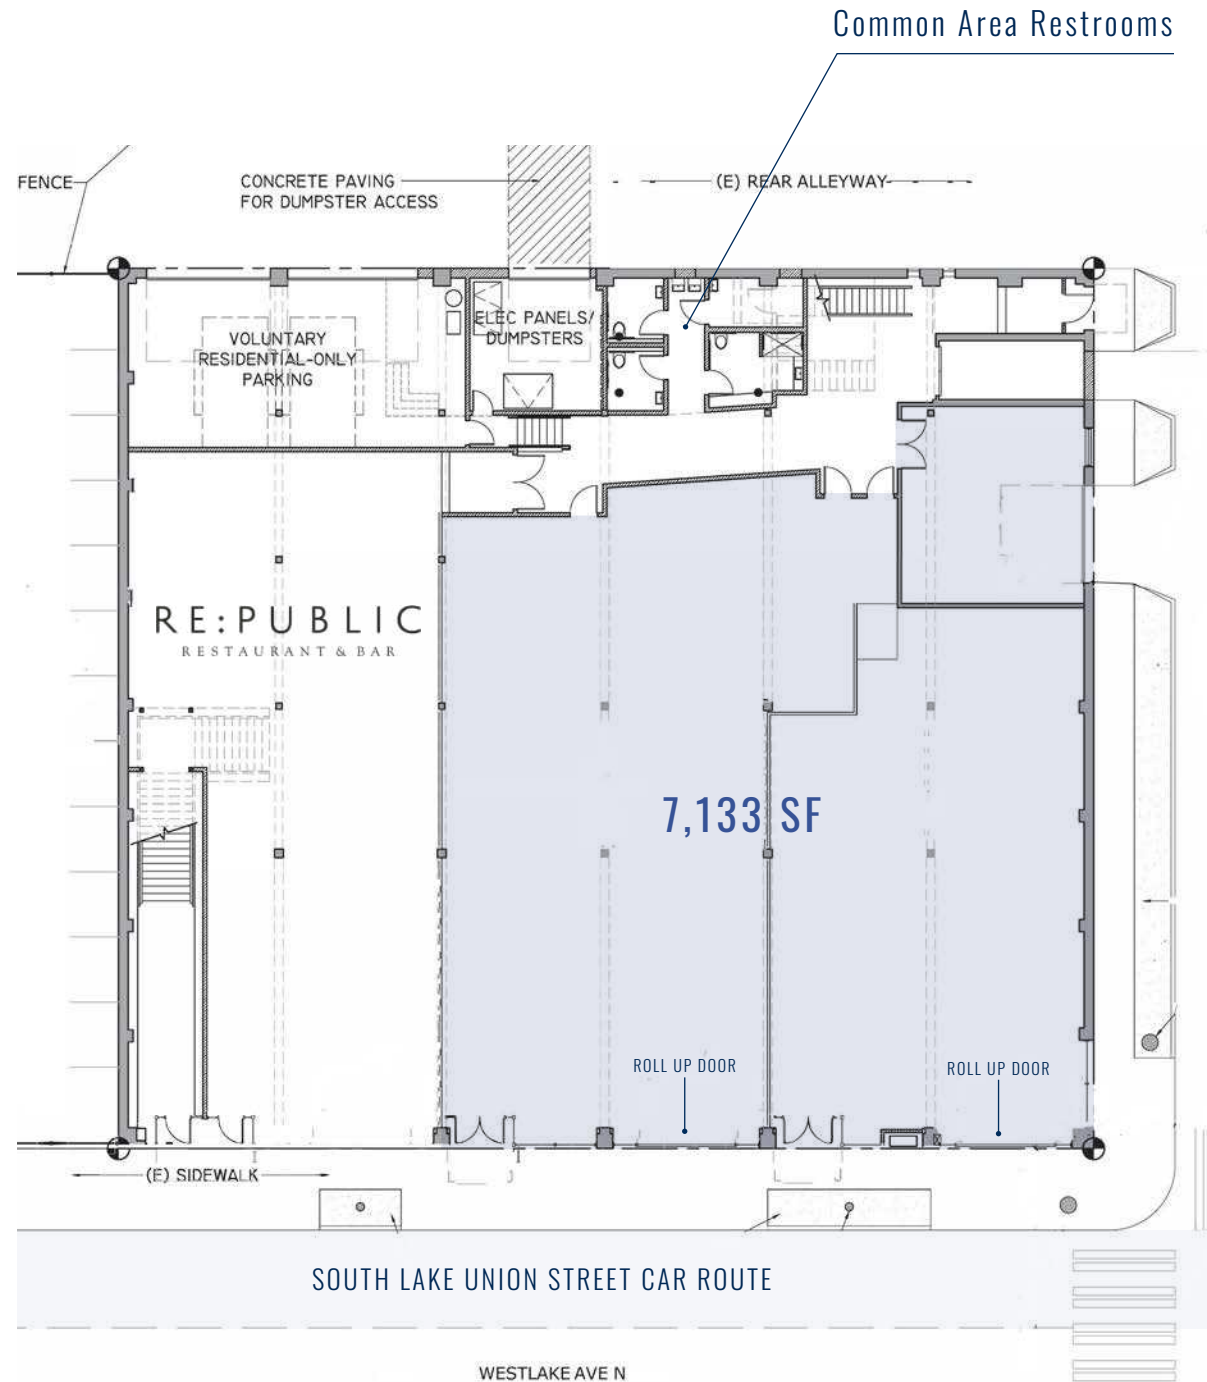 Common Area Restrooms
FENCE
CONCRETE PAVING
FOR DUMPSTER ACCESS
(E) REAR ALLEYWAY
VOLUNTARY
RESIDENTIAL-ONLY
PARKING
ELEC PANELS/
DUMPSTERS
RE:PUBLIC
RESTAURANT & BAR
7,133 SF
ROLL UP DOOR
ROLL UP DOOR
(E) SIDEWALK
SOUTH LAKE UNION STREET CAR ROUTE
WESTLAKE AVE N